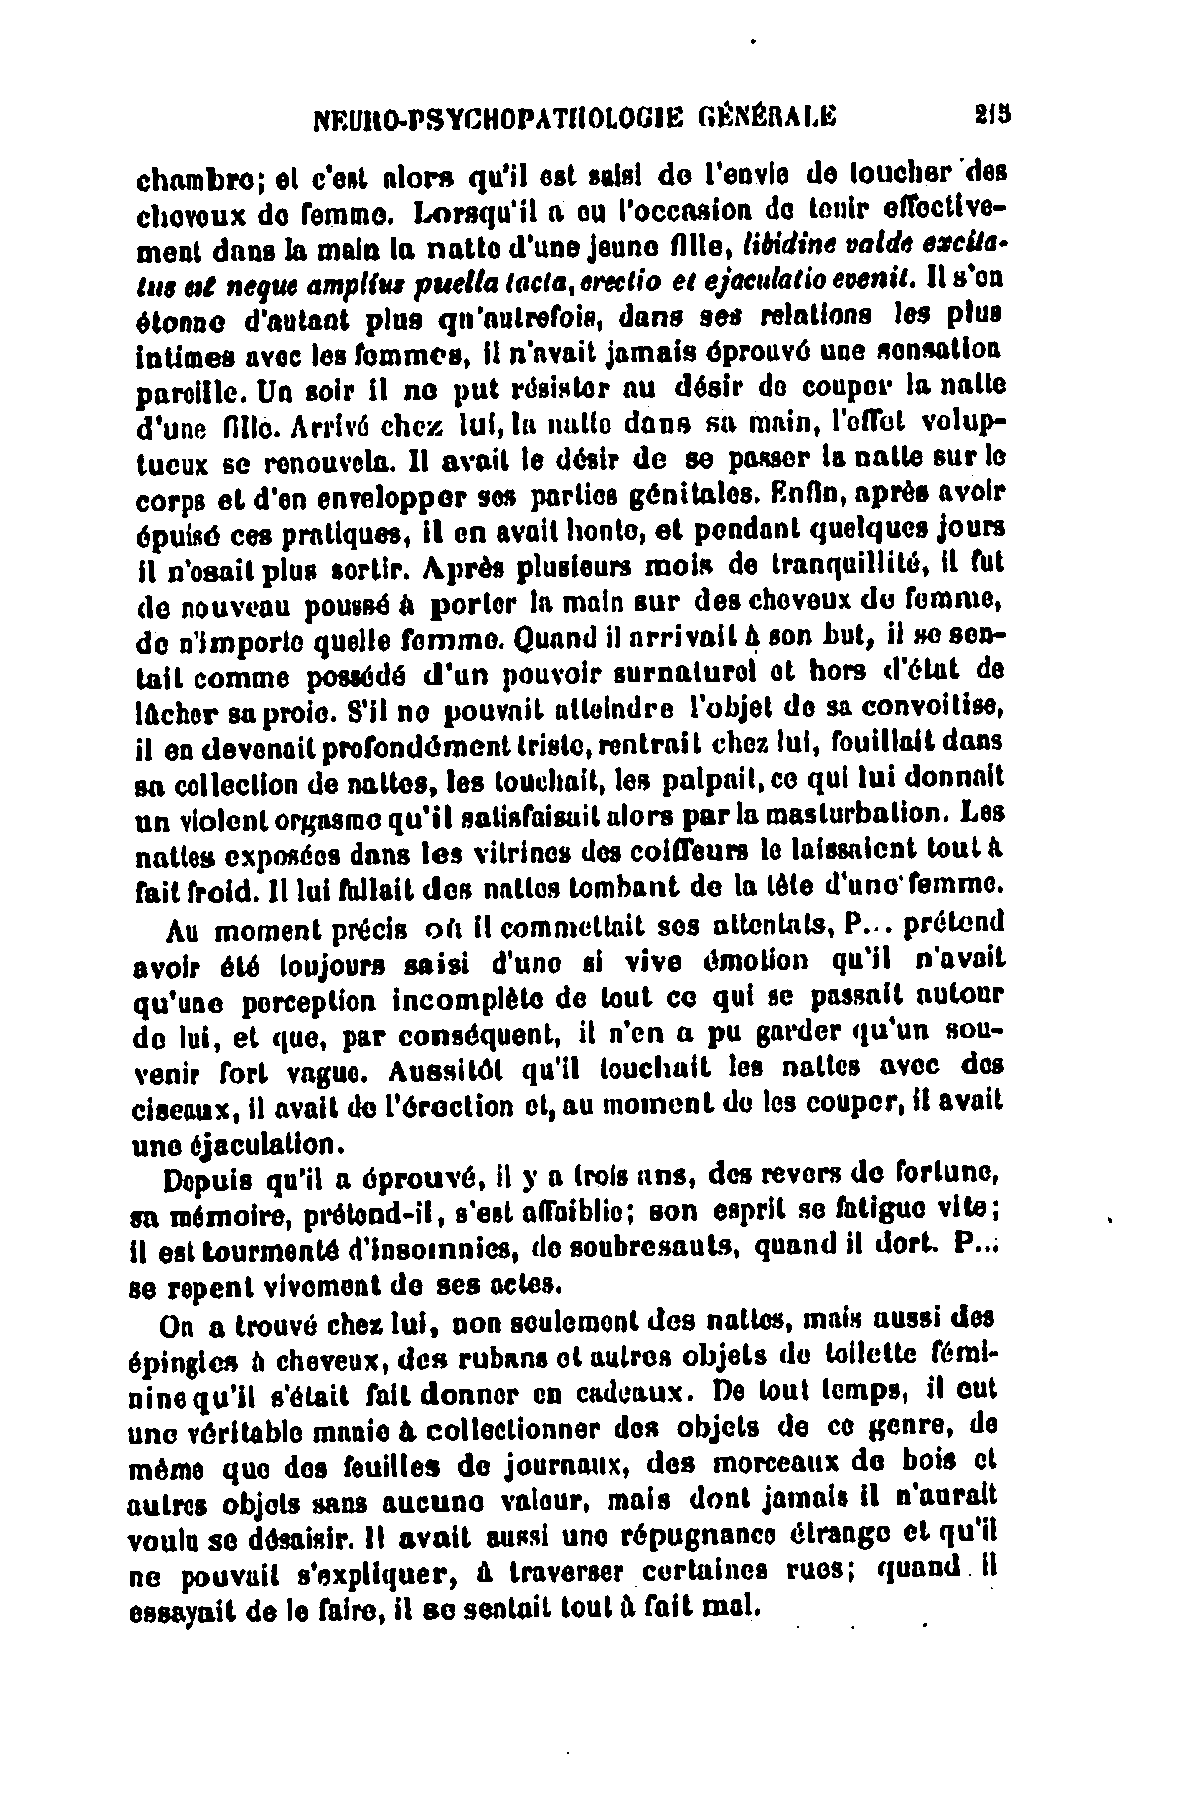 NEURO-PSYCHOPATHOLOGIE GÉNÉRALE 215
chambre; et c'est alors qu'il est saisi de l'envie de toucher des
cheveux de femme. Lorsqu'il a eu l'occasion de tenir effective-
ment dans la main la natte d'une jeune fille, libidine valde excita-
tus est neque amplius puella tacta, erectio et ejaculatio evenit. Il s'en
étonne d'autant plus qu'autrefois, dans ses relations les plus
intimes avec les femmes, il n'avait jamais éprouvé une sensation
pareille. Un soir il ne put résister au désir de couper la natte
d'une fille. Arrivé chez lui, la natte dans sa main, l'effet volup-
tueux se renouvela. Il avait le désir de se passer la natte sur le
corps et d'en envelopper ses parties génitales. Enfin, après avoir
épuisé ces pratiques, il en avait honte, et pendant quelques jours
il n'osait plus sortir. Après plusieurs mois de tranquillité, il fut
de nouveau poussé à porter la main sur des cheveux de femme,
de n'importe quelle femme. Quand il arrivait à son but, il se sen-
tait comme possédé d'un pouvoir surnaturel et hors d'état de
lâcher sa proie. S'il ne pouvait atteindre l'objet de sa convoitise,
il en devenait profondément triste, rentrait chez lui, fouillait dans
sa collection de nattes, les touchait, les palpait, ce qui lui donnait
un violent orgasme qu'il satisfaisait alors par la masturbation. Les
nattes exposées dans les vitrines des coiffeurs le laissaient tout à
fait froid. Il lui fallait des nattes tombant de la tête d'une femme.
Au moment précis où il commettait ses attentats, P... prétend
avoir été toujours saisi d'une si vive émotion qu'il n'avait
qu'une perception incomplète de tout ce qui se passait autour
de lui, et que, par conséquent, il n'en a pu garder qu'un sou-
venir fort vague. Aussitôt qu'il touchait les nattes avec des
ciseaux, il avait de l'érection et, au moment de les couper, il avait
une éjaculation.
Depuis qu'il a éprouvé, il y a trois ans, des revers de fortune,
sa mémoire, prétend-il, s'est affaiblie; son esprit se fatigue vite;
il est tourmenté d'insomnies, de soubresauts, quand il dort. P...
se repent vivement de ses actes.
On a trouvé chez lui, non seulement des nattes, mais aussi des
épingles à cheveux, des rubans et autres objets de toilette fémi-
nine qu'il s'était fait donner en cadeaux. De tout temps, il eut
une véritable manie à collectionner des objets de ce genre, de
même que des feuilles de journaux, des morceaux de bois et
autres objets sans aucune valeur, mais dont jamais il n'aurait
voulu se désaisir. Il avait aussi une répugnance étrange et qu'il
ne pouvait s'expliquer, à traverser certaines rues; quand il
essayait de le faire, il se sentait tout à fait mal.